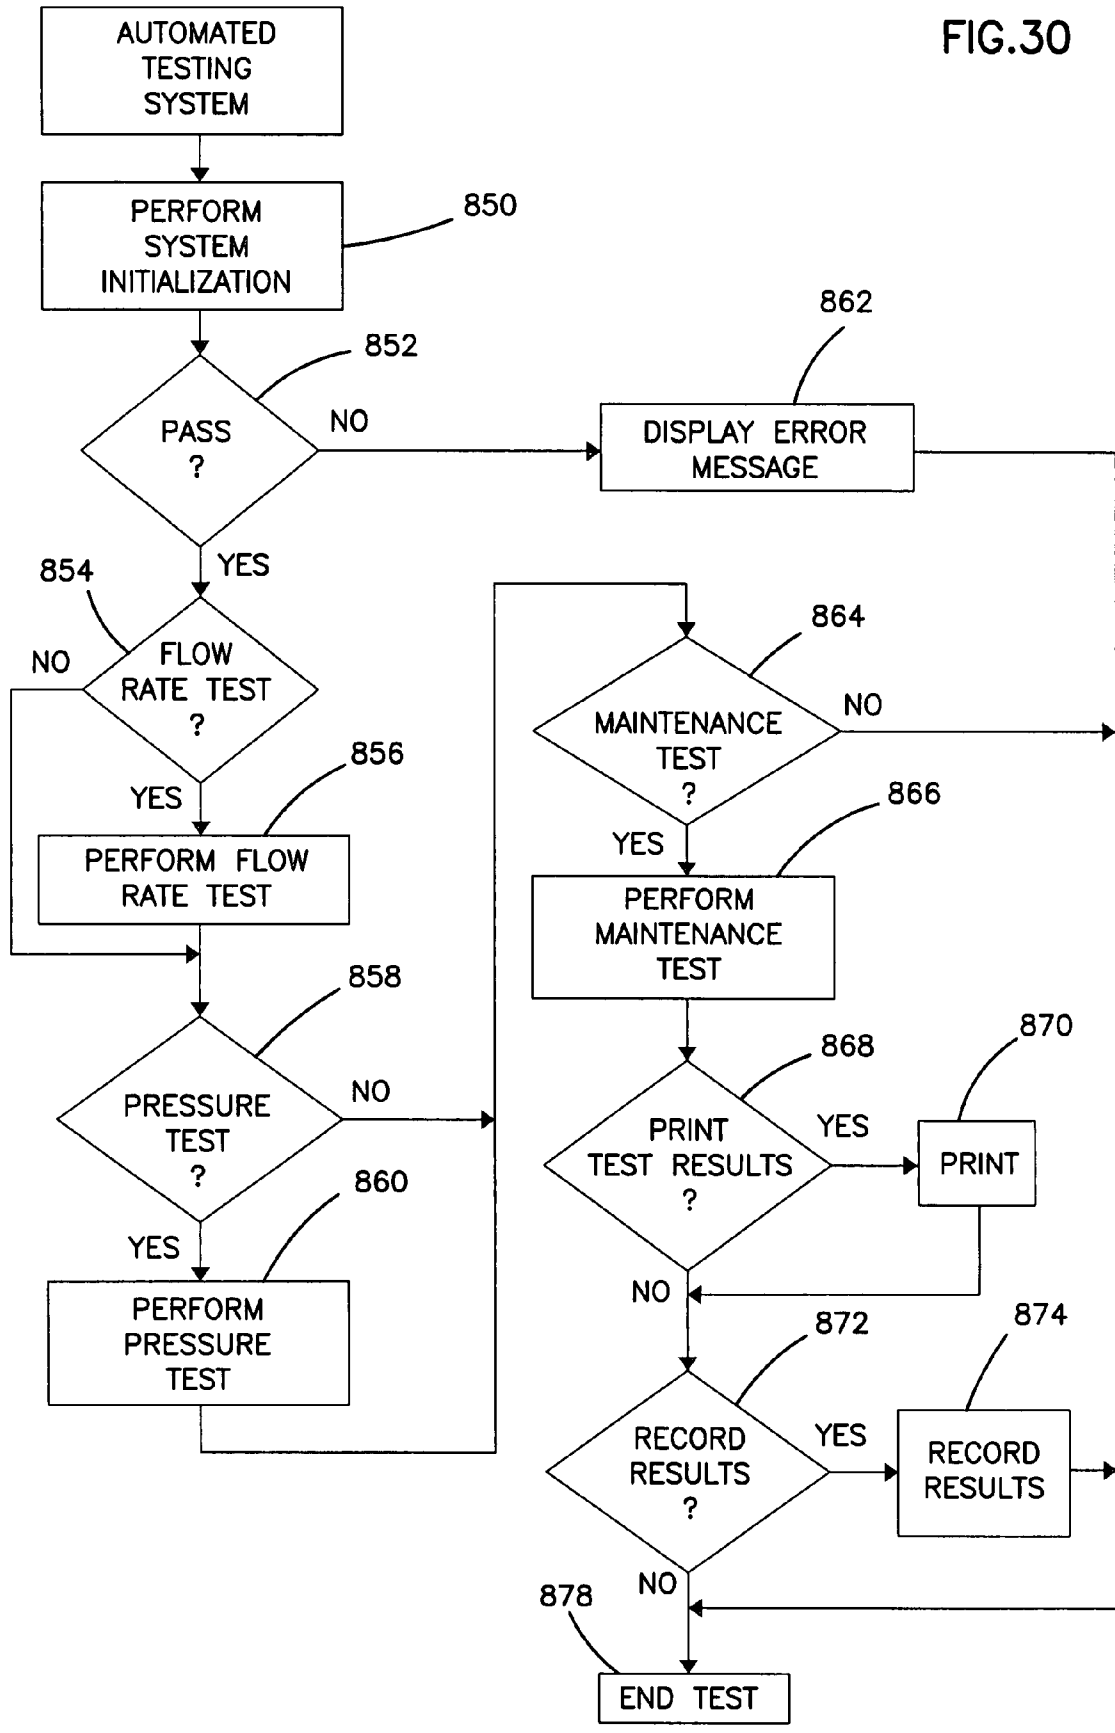 FIG.30
AUTOMATED
TESTING
SYSTEM
PERFORM
SYSTEM
INITIALIZATION
850
PASS
?
852
NO
YES
DISPLAY ERROR
MESSAGE
862
854
FLOW
RATE TEST
?
NO
YES
856
PERFORM FLOW
RATE TEST
858
PRESSURE
TEST
?
NO
YES
860
PERFORM
PRESSURE
TEST
864
MAINTENANCE
TEST
?
NO
YES
866
PERFORM
MAINTENANCE
TEST
868
PRINT
TEST RESULTS
?
YES
870
PRINT
NO
872
RECORD
RESULTS
?
YES
874
RECORD
RESULTS
NO
878
END TEST